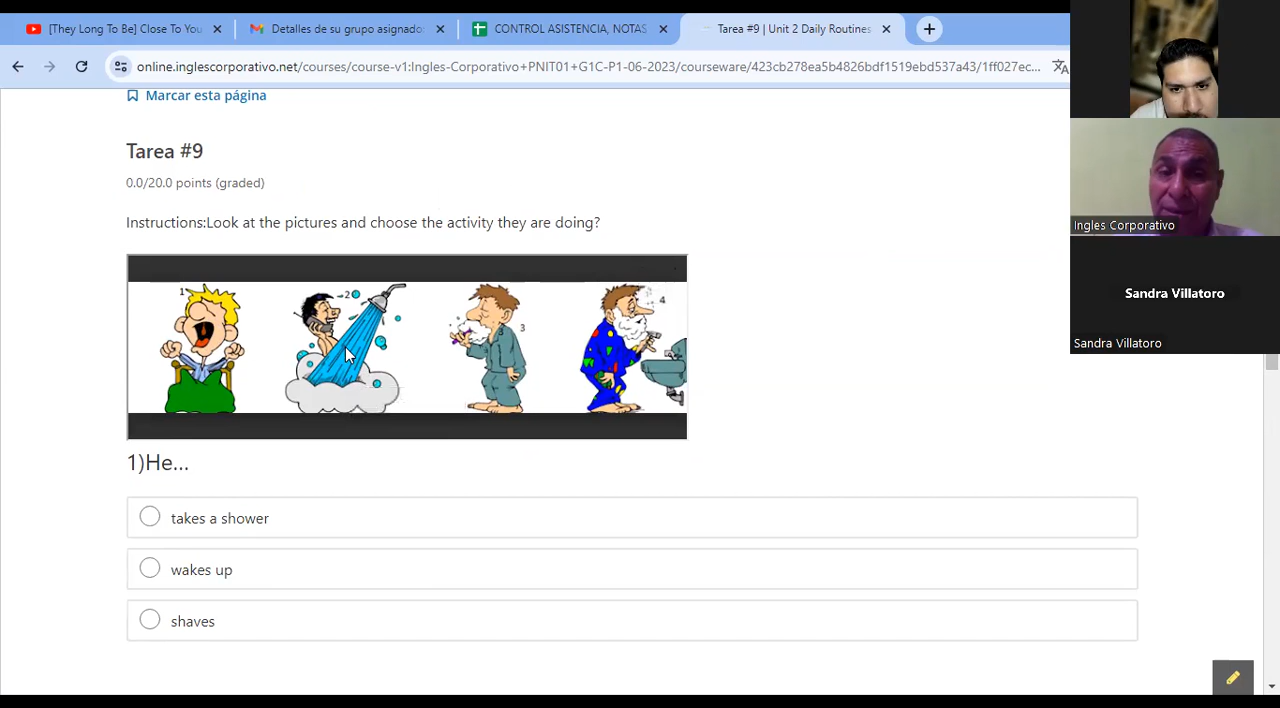 [They Long To Be] Close To You
Detalles de su grupo asignado
CONTROL ASISTENCIA, NOTAS
Tarea #9 | Unit 2 Daily Routines
online.inglescorporativo.net/courses/course-v1:Ingles-Corporativo+PNIT01+G1C-P1-06-2023/courseware/423cb278ea5b4826bdf1519ebd537a43/1ff027ec...
Marcar esta página
Tarea #9
0.0/20.0 points (graded)
Instructions:Look at the pictures and choose the activity they are doing?
1 2 3 4
1)He...
takes a shower
wakes up
shaves
Ingles Corporativo
Sandra Villatoro
Sandra Villatoro